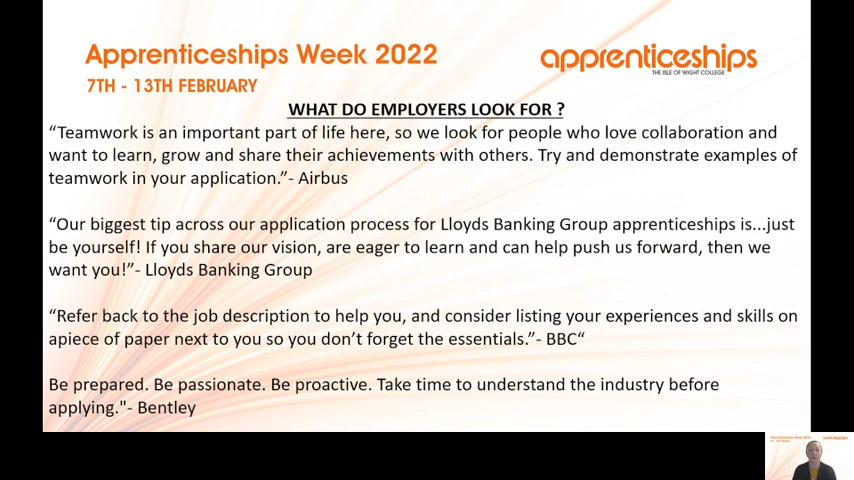 Apprenticeships Week 2022
7TH - 13TH FEBRUARY
apprenticeships
THE ISLE OF WIGHT COLLEGE
WHAT DO EMPLOYERS LOOK FOR ?
“Teamwork is an important part of life here, so we look for people who love collaboration and
want to learn, grow and share their achievements with others. Try and demonstrate examples of
teamwork in your application.”- Airbus
“Our biggest tip across our application process for Lloyds Banking Group apprenticeships is...just
be yourself! If you share our vision, are eager to learn and can help push us forward, then we
want you!”- Lloyds Banking Group
“Refer back to the job description to help you, and consider listing your experiences and skills on
apiece of paper next to you so you don’t forget the essentials.”- BBC“
Be prepared. Be passionate. Be proactive. Take time to understand the industry before
applying."- Bentley